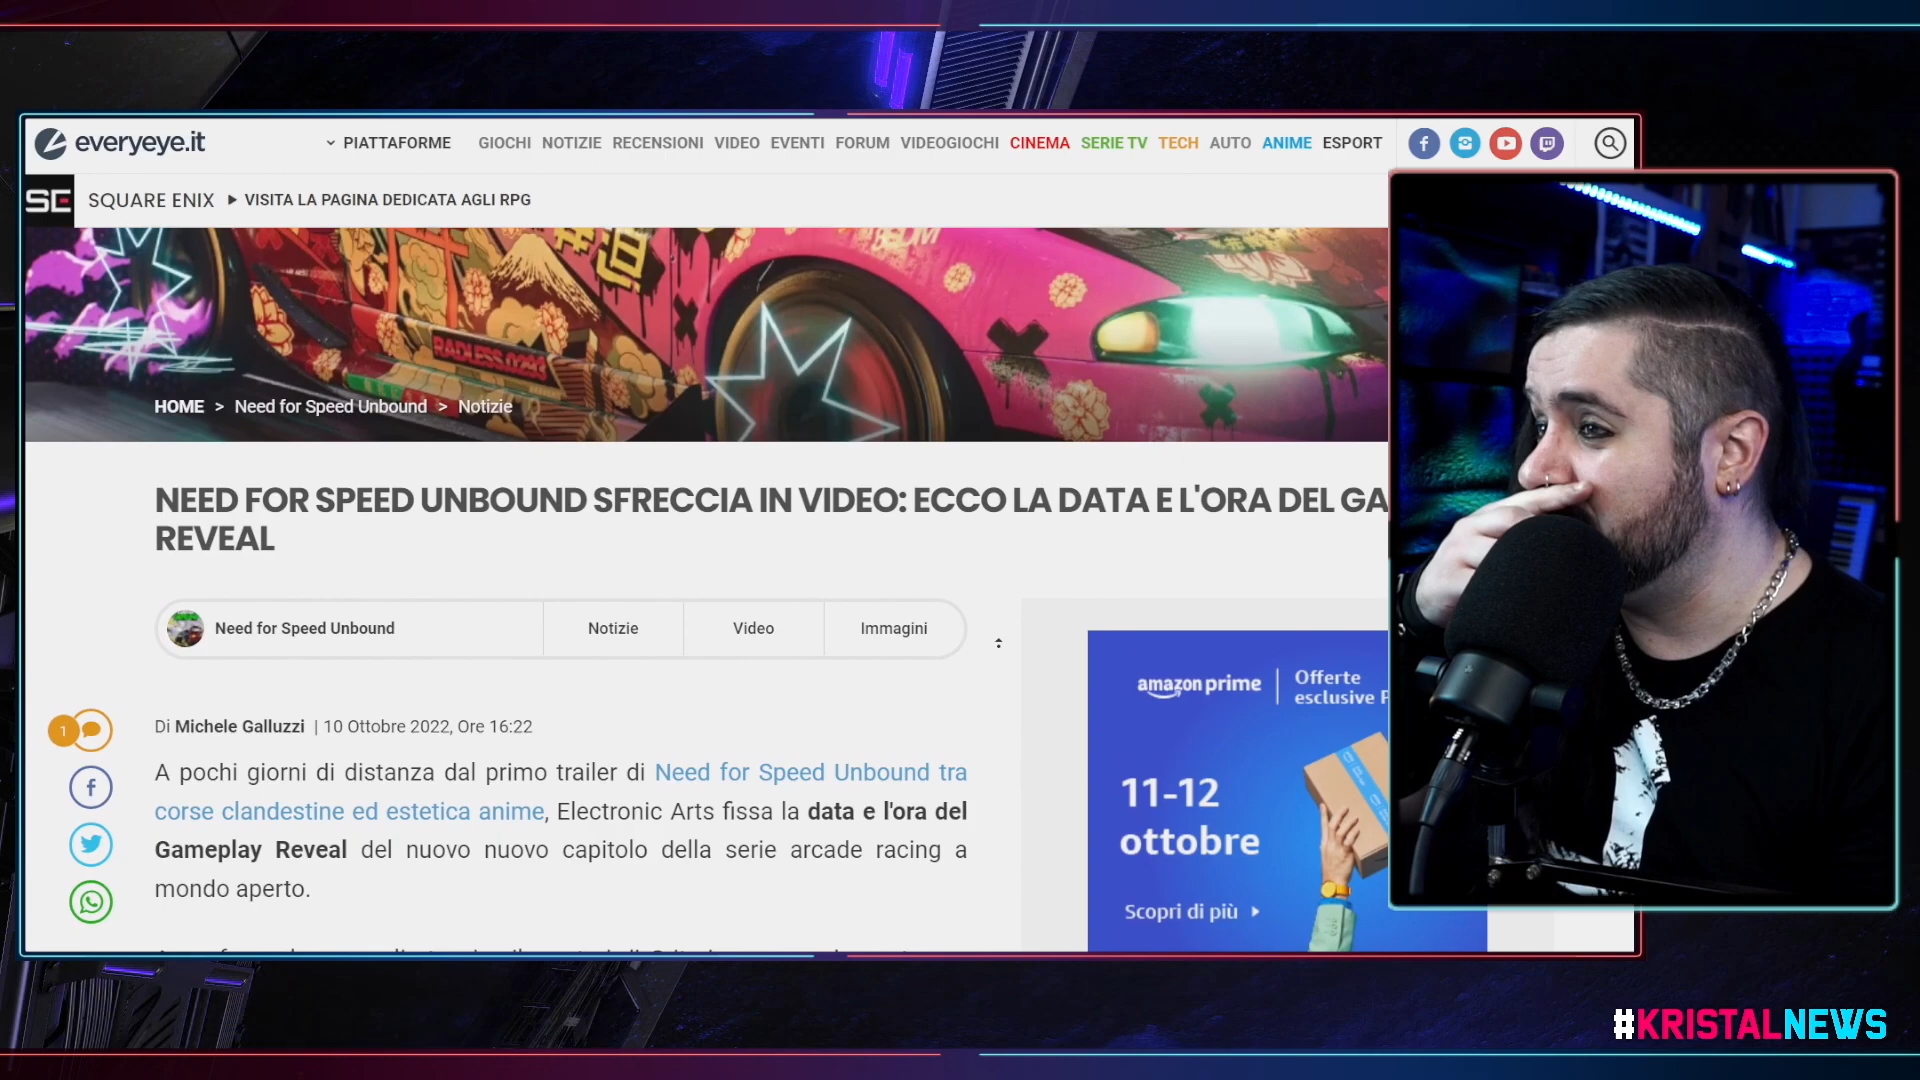 everyeye.it
PIATTAFORME GIOCHI NOTIZIE RECENSIONI VIDEO EVENTI FORUM VIDEOGIOCHI CINEMA SERIE TV TECH AUTO ANIME ESPORT
SE SQUARE ENIX VISITA LA PAGINA DEDICATA AGLI RPG
RADLESS.0293
HOME > Need for Speed Unbound > Notizie
NEED FOR SPEED UNBOUND SFRECCIA IN VIDEO: ECCO LA DATA E L'ORA DEL GA
REVEAL
Need for Speed Unbound Notizie Video Immagini
1
Di Michele Galluzzi | 10 Ottobre 2022, Ore 16:22
A pochi giorni di distanza dal primo trailer di Need for Speed Unbound tra
corse clandestine ed estetica anime, Electronic Arts fissa la data e l'ora del
Gameplay Reveal del nuovo nuovo capitolo della serie arcade racing a
mondo aperto.
amazon prime
Offerte
esclusive P
11-12
ottobre
Scopri di più
#KRISTALNEWS